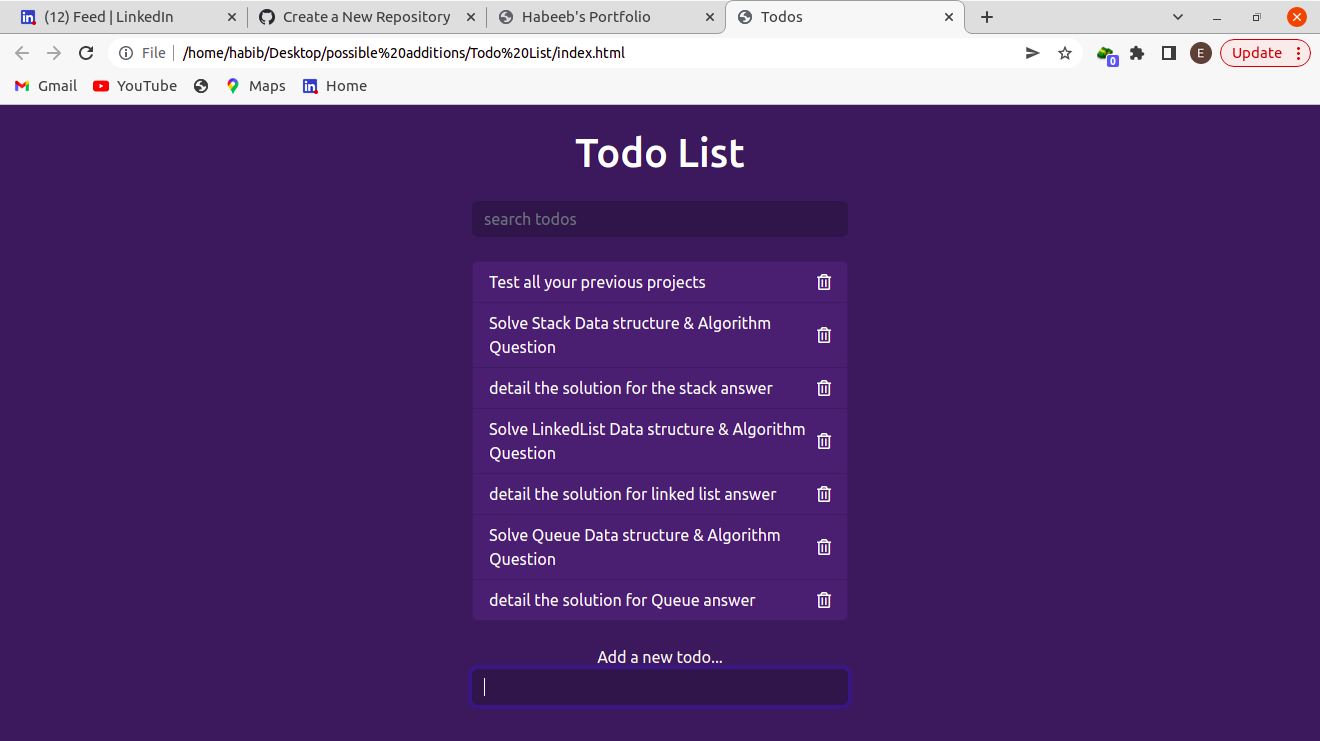 (12) Feed | LinkedIn
Create a New Repository
Habeeb's Portfolio
Todos
File
/home/habib/Desktop/possible%20additions/Todo%20List/index.html
0
E
Update
Gmail
YouTube
Maps
Home
Todo List
search todos
Test all your previous projects
Solve Stack Data structure & Algorithm
Question
detail the solution for the stack answer
Solve LinkedList Data structure & Algorithm
Question
detail the solution for linked list answer
Solve Queue Data structure & Algorithm
Question
detail the solution for Queue answer
Add a new todo...